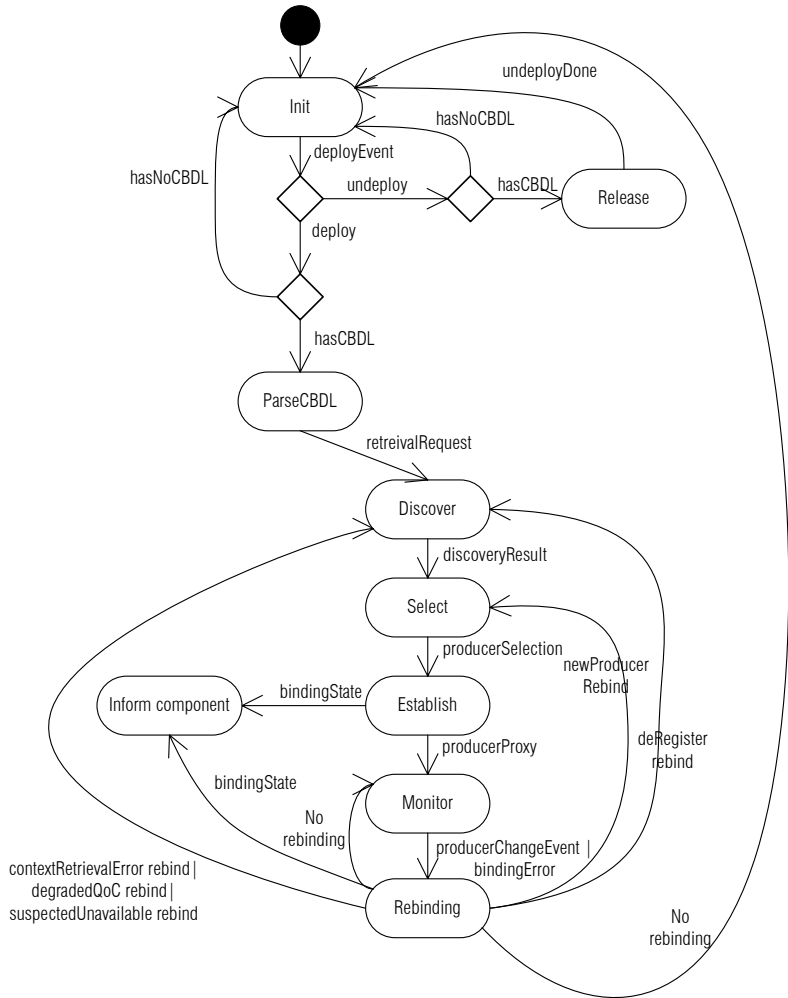 undeployDone
Init
hasNoCBDL
deployEvent
hasNoCBDL
undeploy
hasCBDL
Release
deploy
hasCBDL
ParseCBDL
retreivalRequest
Discover
discoveryResult
Select
producerSelection
newProducer
Rebind
Inform component
bindingState
Establish
deRegister
rebind
producerProxy
bindingState
Monitor
No
rebinding
producerChangeEvent |
bindingError
contextRetrievalError rebind |
degradedQoC rebind |
suspectedUnavailable rebind
Rebinding
No
rebinding